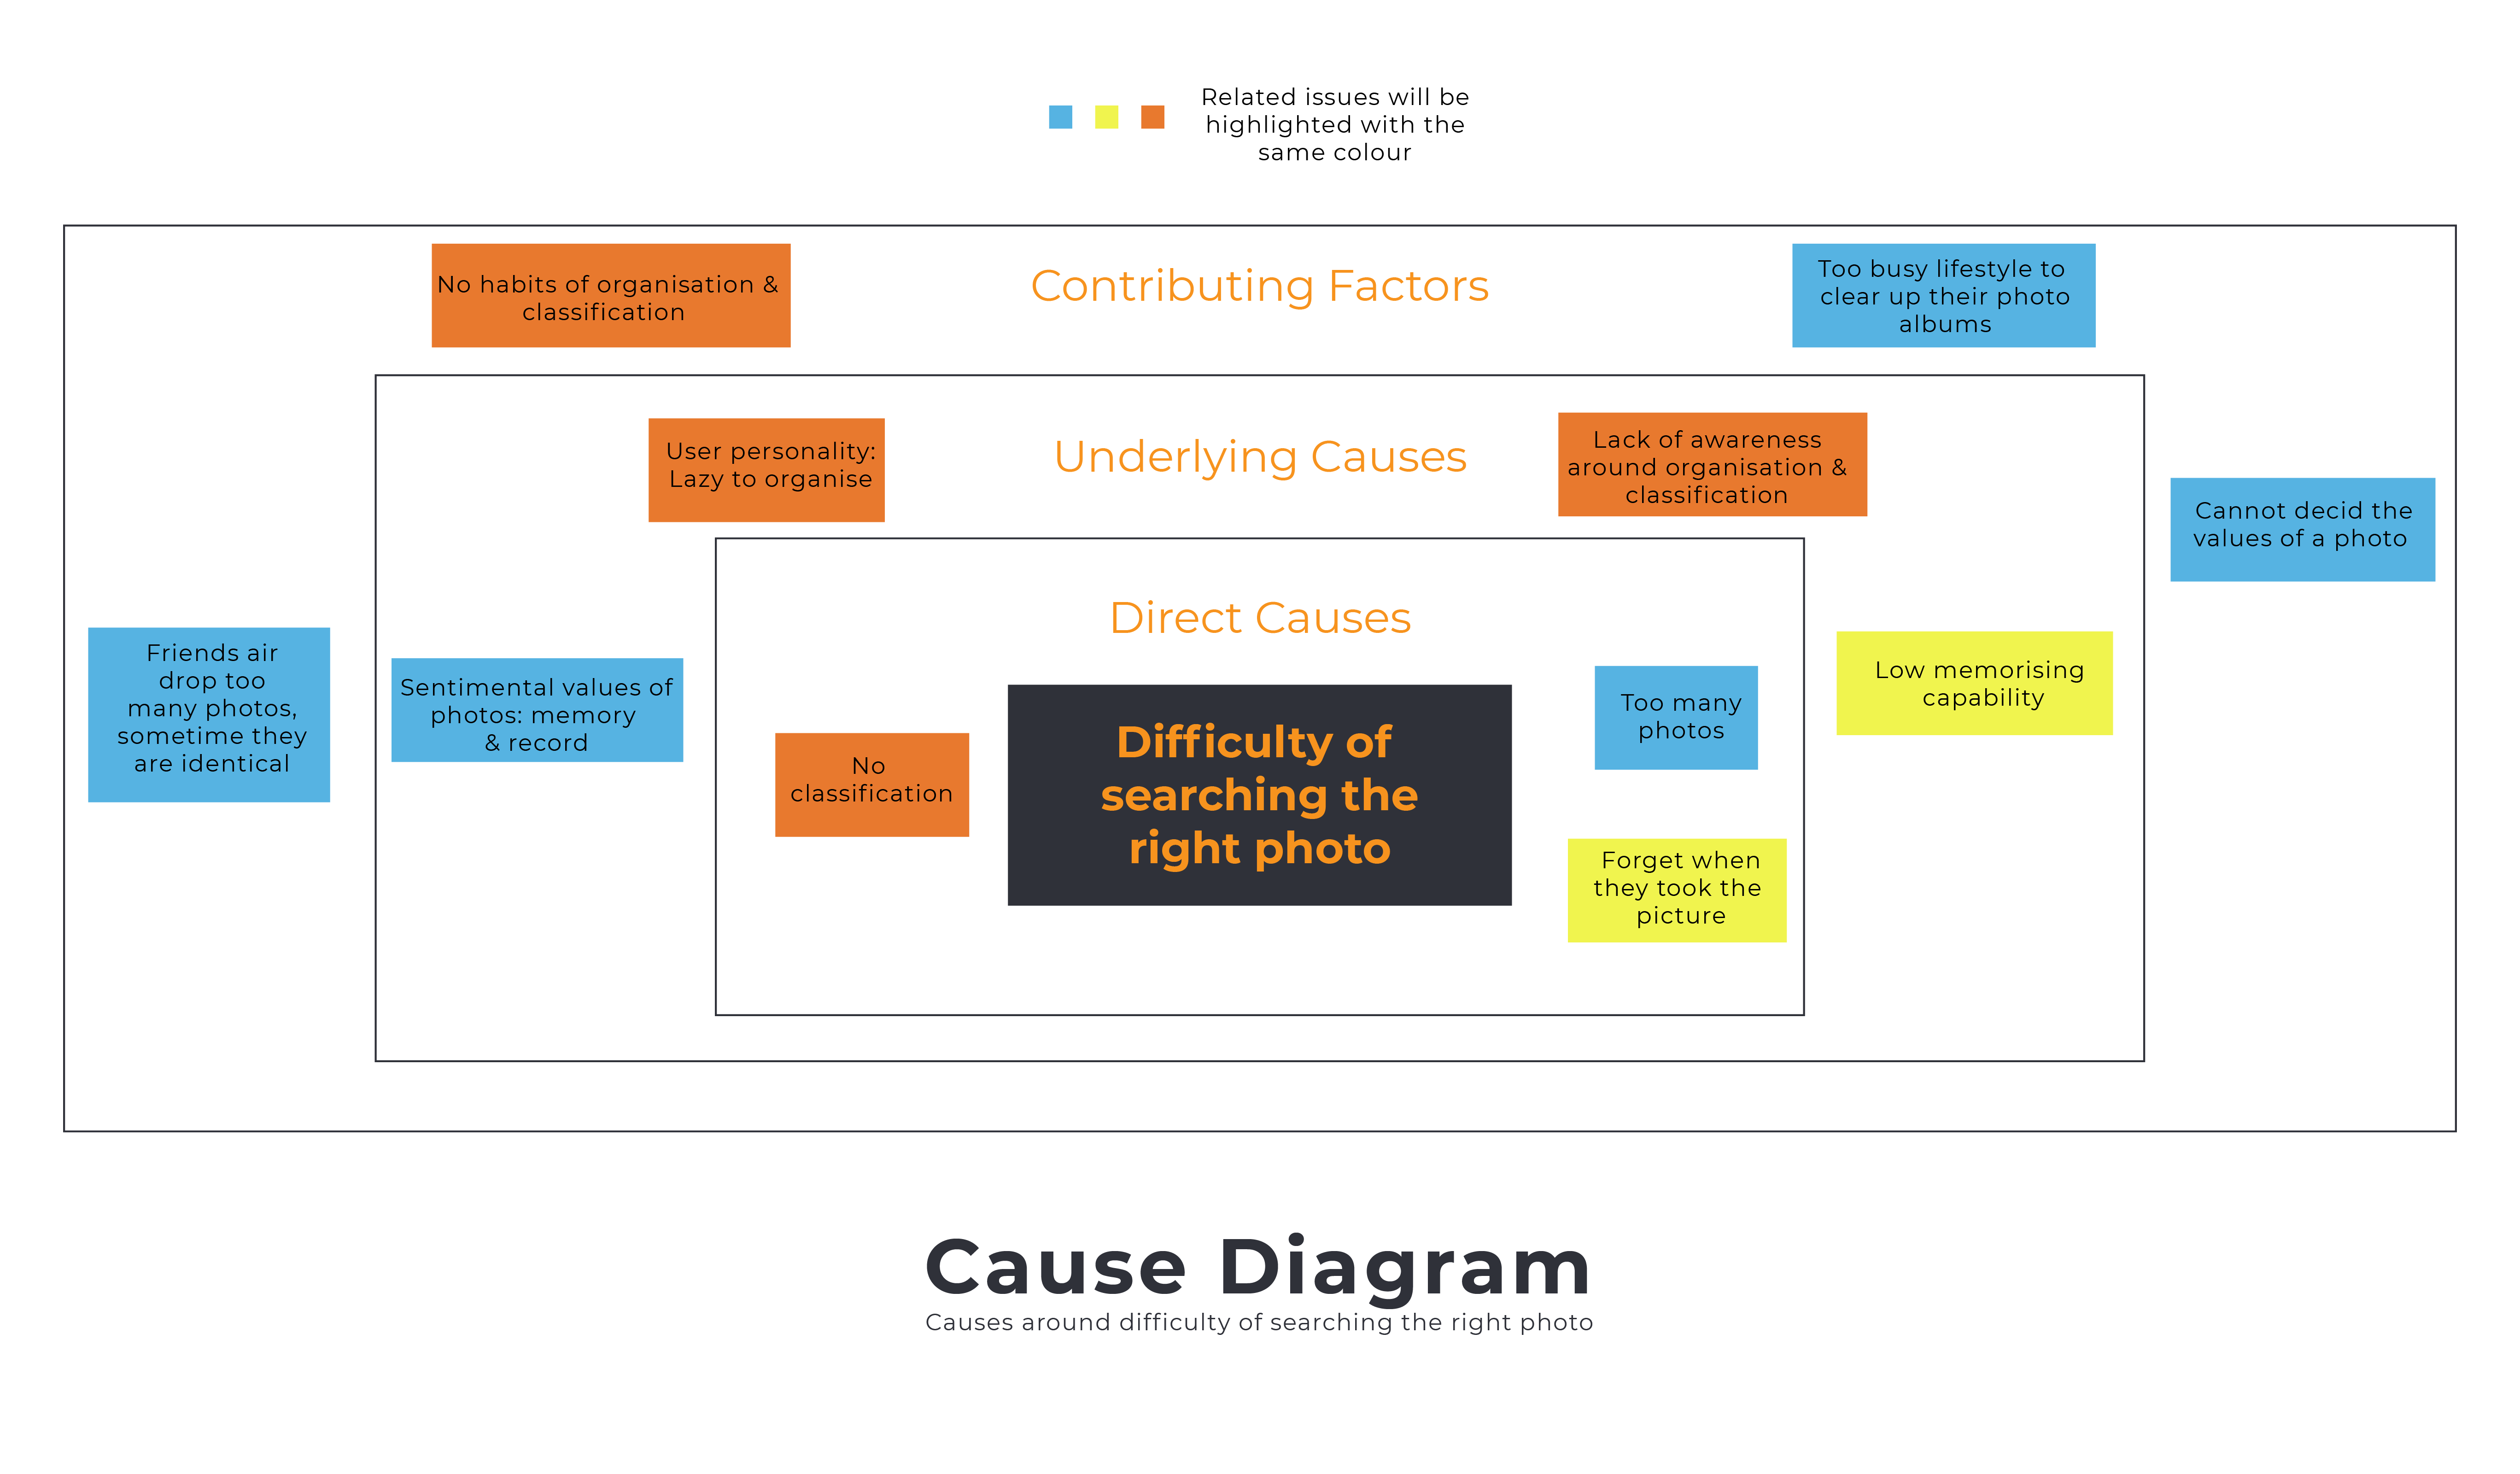 Related issues will be
highlighted with the
same colour
Contributing Factors
No habits of organisation &
classification
Too busy lifestyle to
clear up their photo
albums
Underlying Causes
User personality:
Lazy to organise
Lack of awareness
around organisation &
classification
Cannot decid the
values of a photo
Direct Causes
Friends air
drop too
many photos,
sometime they
are identical
Sentimental values of
photos: memory
& record
No
classification
Difficulty of
searching the
right photo
Too many
photos
Low memorising
capability
Forget when
they took the
picture
Cause Diagram
Causes around difficulty of searching the right photo